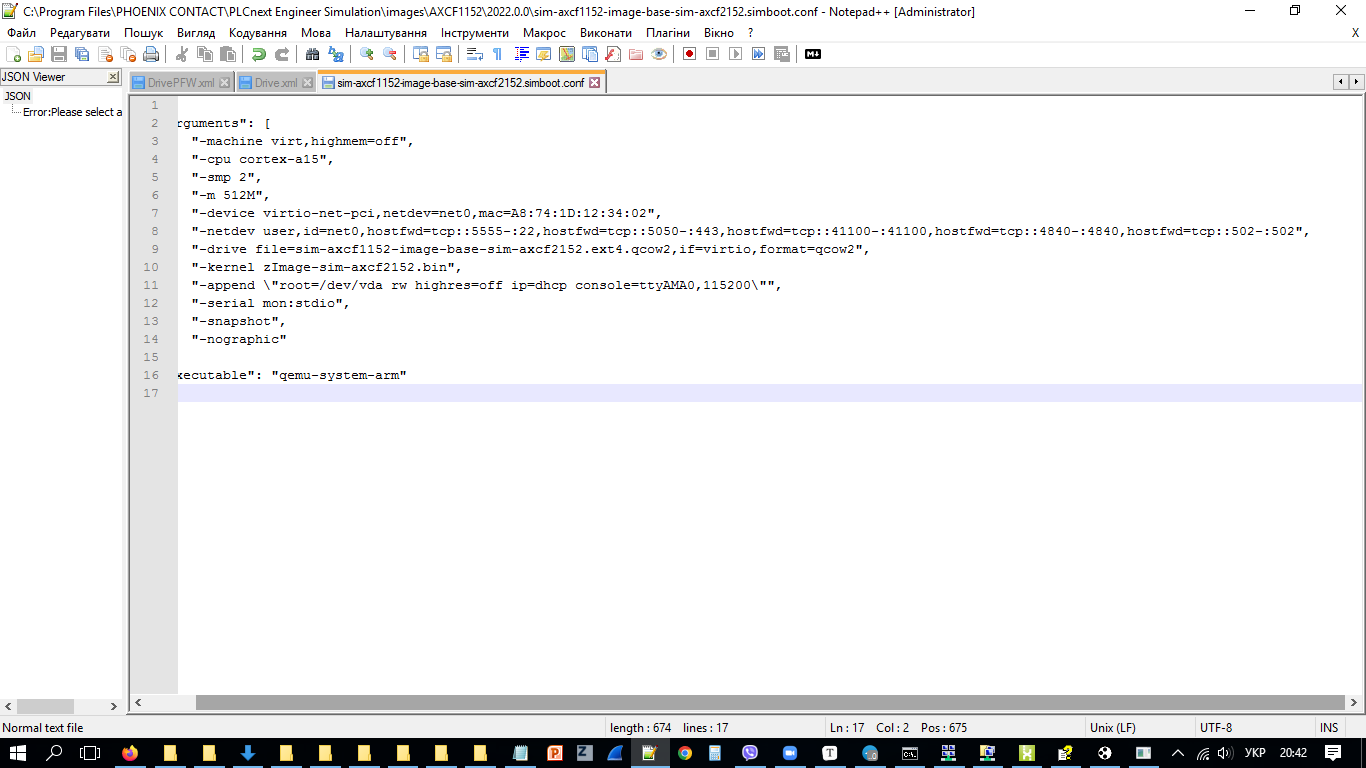 C:\Program Files\PHOENIX CONTACT\PLCnext Engineer Simulation\images\AXCF1152\2022.0.0\sim-axcf1152-image-base-sim-axcf2152.simboot.conf - Notepad++ [Administrator]
Файл Редагувати Пошук Вигляд Кодування Мова Налаштування Інструменти Макрос Виконати Плагіни Вікно ? X
JSON Viewer
DrivePFW.xml Drive.xml sim-axcf1152-image-base-sim-axcf2152.simboot.conf
JSON
Error:Please select a
1
2 rguments": [
3 "-machine virt,highmem=off",
4 "-cpu cortex-a15",
5 "-smp 2",
6 "-m 512M",
7 "-device virtio-net-pci,netdev=net0,mac=A8:74:1D:12:34:02",
8 "-netdev user,id=net0,hostfwd=tcp::5555-:22,hostfwd=tcp::5050-:443,hostfwd=tcp::41100-:41100,hostfwd=tcp::4840-:4840,hostfwd=tcp::502-:502",
9 "-drive file=sim-axcf1152-image-base-sim-axcf2152.ext4.qcow2,if=virtio,format=qcow2",
10 "-kernel zImage-sim-axcf2152.bin",
11 "-append \"root=/dev/vda rw highres=off ip=dhcp console=ttyAMA0,115200\"",
12 "-serial mon:stdio",
13 "-snapshot",
14 "-nographic"
15
16 xecutable": "qemu-system-arm"
17
Normal text file length : 674 lines : 17 Ln : 17 Col : 2 Pos : 675 Unix (LF) UTF-8 INS
УКР 20:42